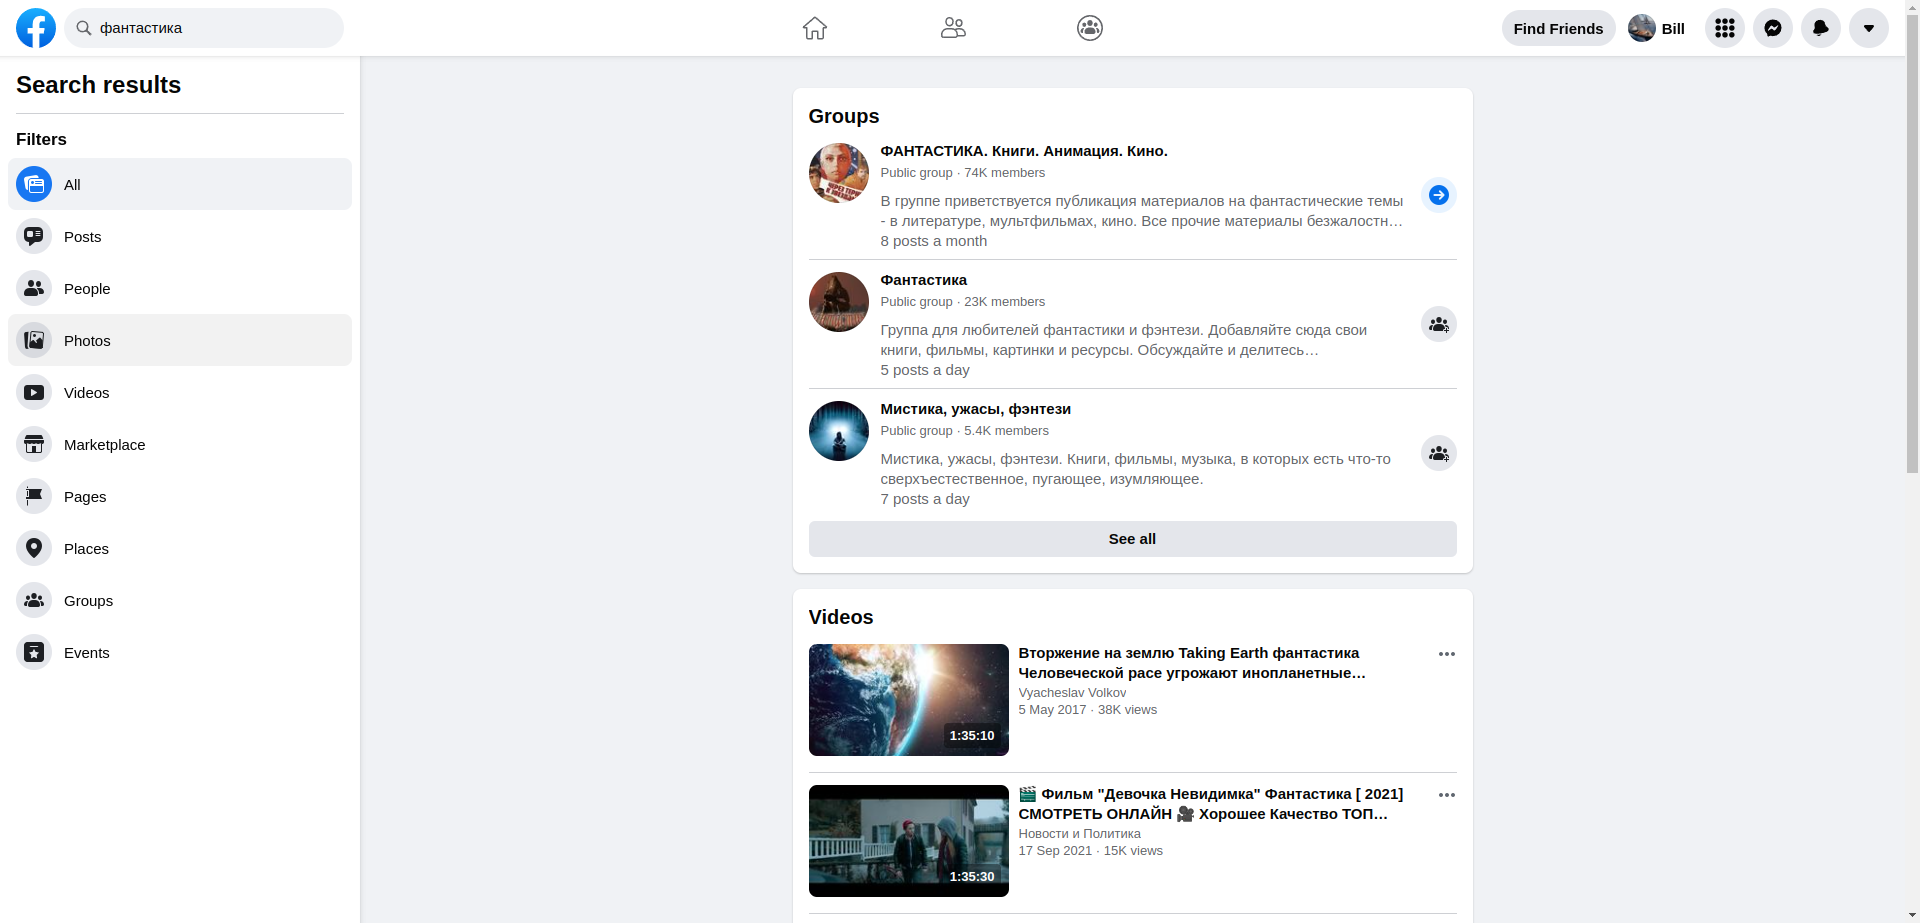 фантастика
Find Friends
Bill
Search results
Filters
All
Posts
People
Photos
Videos
Marketplace
Pages
Places
Groups
Events
Groups
ФАНТАСТИКА. Книги. Анимация. Кино.
Public group · 74K members
В группе приветствуется публикация материалов на фантастические темы
- в литературе, мультфильмах, кино. Все прочие материалы безжалостн…
8 posts a month
Фантастика
Public group · 23K members
Группа для любителей фантастики и фэнтези. Добавляйте сюда свои
книги, фильмы, картинки и ресурсы. Обсуждайте и делитесь…
5 posts a day
Мистика, ужасы, фэнтези
Public group · 5.4K members
Мистика, ужасы, фэнтези. Книги, фильмы, музыка, в которых есть что-то
сверхъестественное, пугающее, изумляющее.
7 posts a day
See all
Videos
Вторжение на землю Taking Earth фантастика
Человеческой расе угрожают инопланетные…
Vyacheslav Volkov
5 May 2017 · 38K views
1:35:10
🎬 Фильм "Девочка Невидимка" Фантастика [ 2021]
СМОТРЕТЬ ОНЛАЙН 🎥 Хорошее Качество ТОП…
Новости и Политика
17 Sep 2021 · 15K views
1:35:30